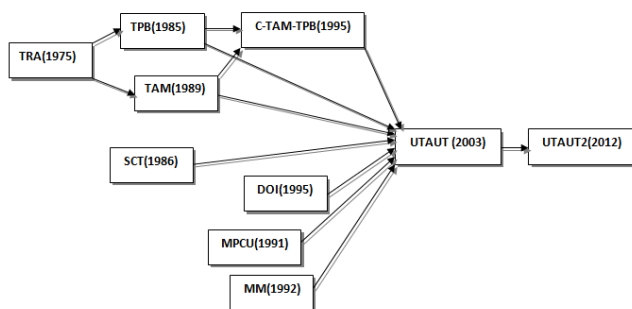 TPB(1985)
C-TAM-TPB(1995)
TRA(1975)
TAM(1989)
UTAUT (2003)
UTAUT2(2012)
SCT(1986)
DOI(1995)
MPCU(1991)
MM(1992)